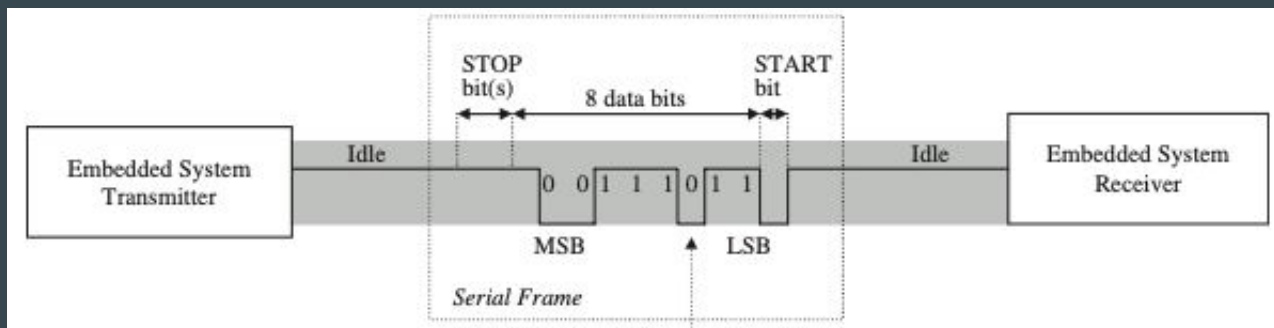 STOP
bit(s)
8 data bits
START
bit
Embedded System
Transmitter
Idle
0 0 1 1 1 0 1 1
Idle
Embedded System
Receiver
MSB
LSB
Serial Frame